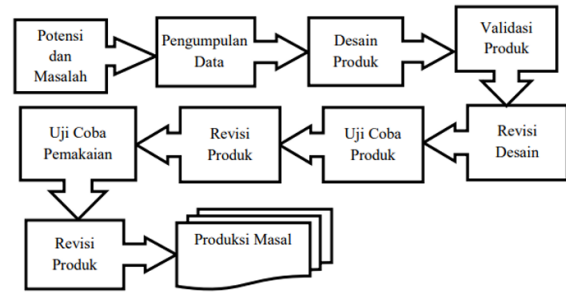 Potensi
dan
Masalah
Pengumpulan
Data
Desain
Produk
Validasi
Produk
Revisi
Desain
Uji Coba
Produk
Revisi
Produk
Uji Coba
Pemakaian
Revisi
Produk
Produksi Masal